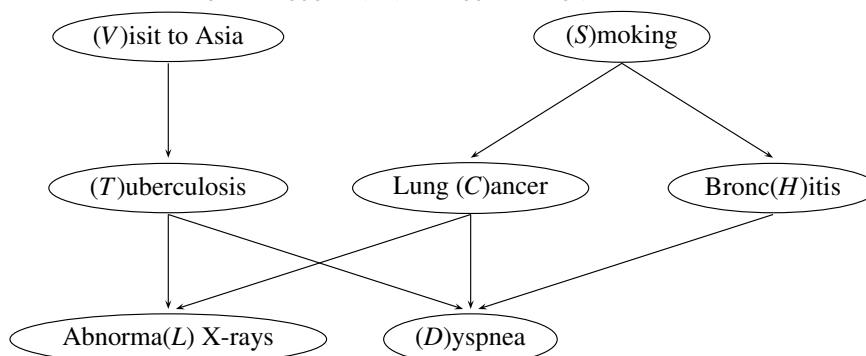 (V)isit to Asia
(S)moking
(T)uberculosis
Lung (C)ancer
Bronc(H)itis
Abnorma(L) X-rays
(D)yspnea